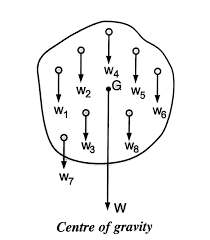 w₄
G
w₂
w₅
w₁
w₆
w₃
w₈
w₇
W
Centre of gravity